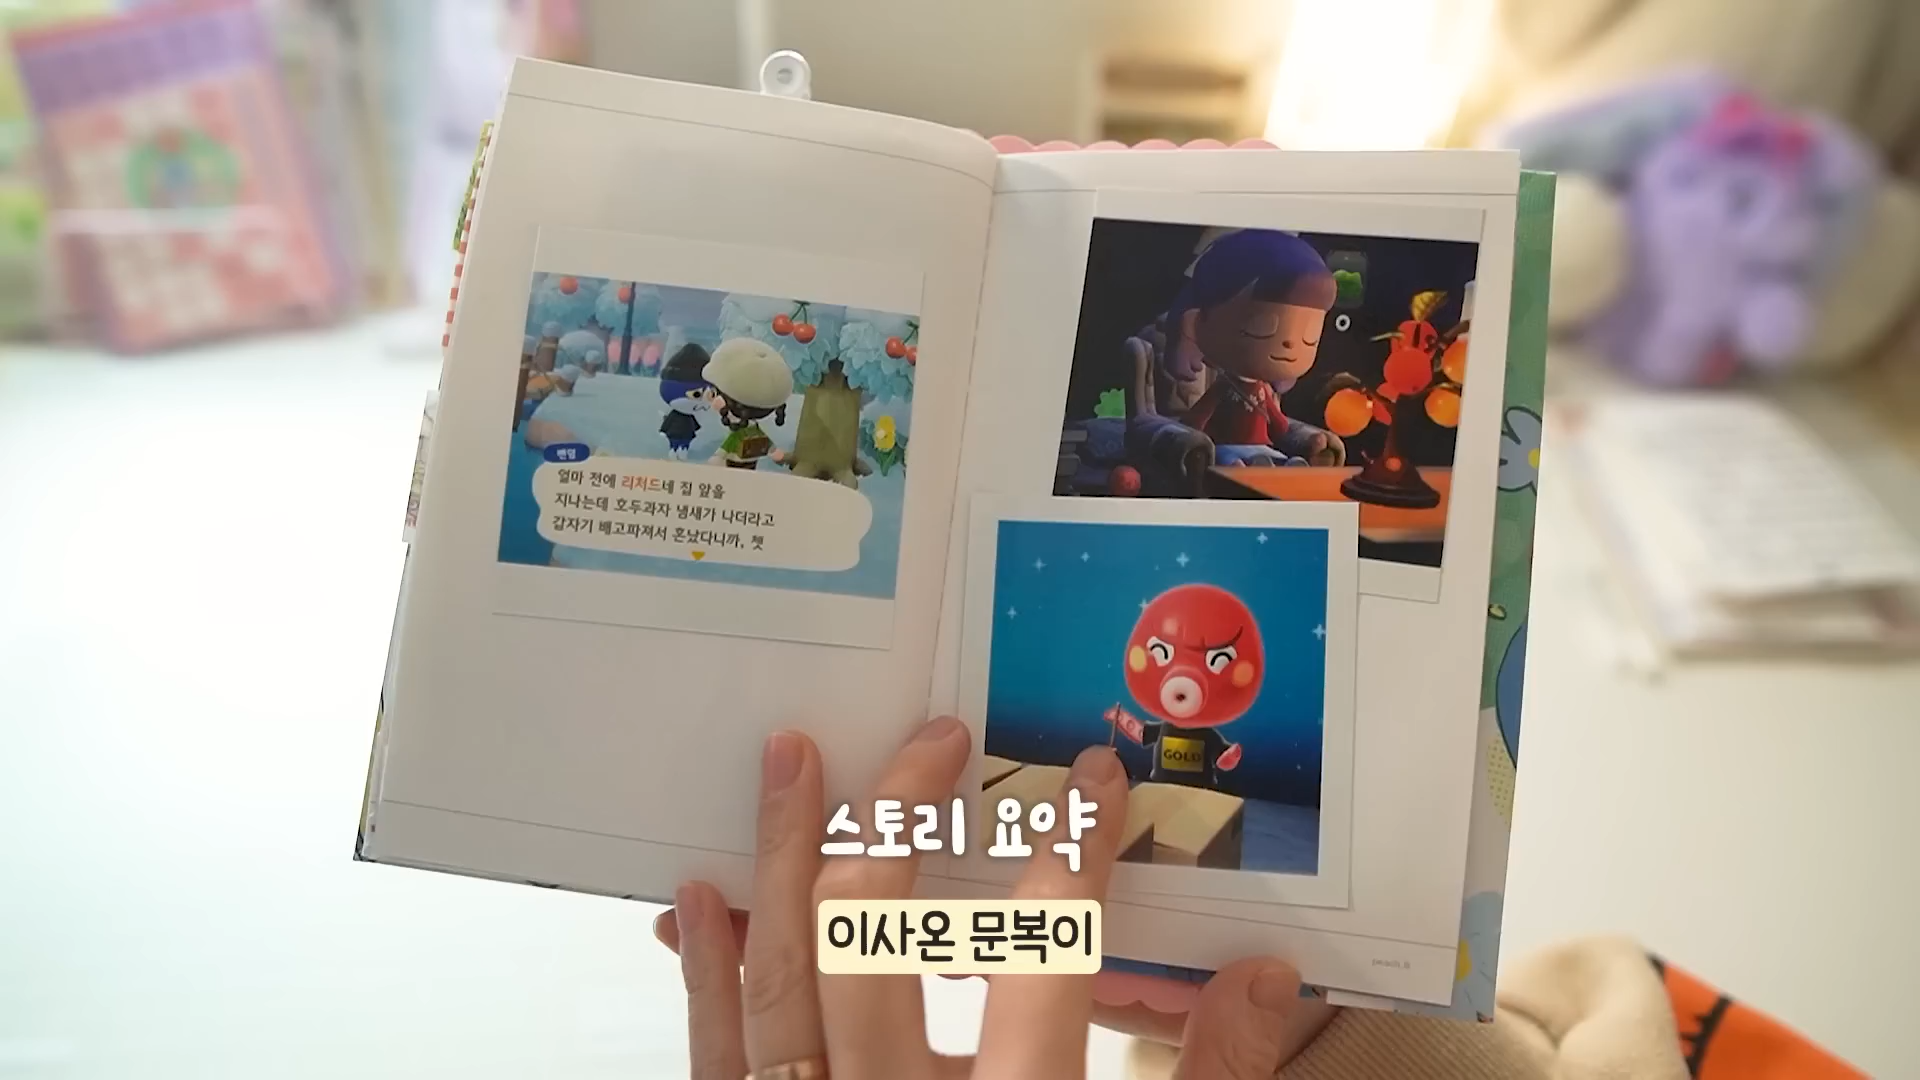 밴덤
얼마 전에 리처드네 집 앞을
지나는데 호두과자 냄새가 나더라고
갑자기 배고파져서 혼났다니까, 쳇
GOLD
스토리 요약
이사온 문복이